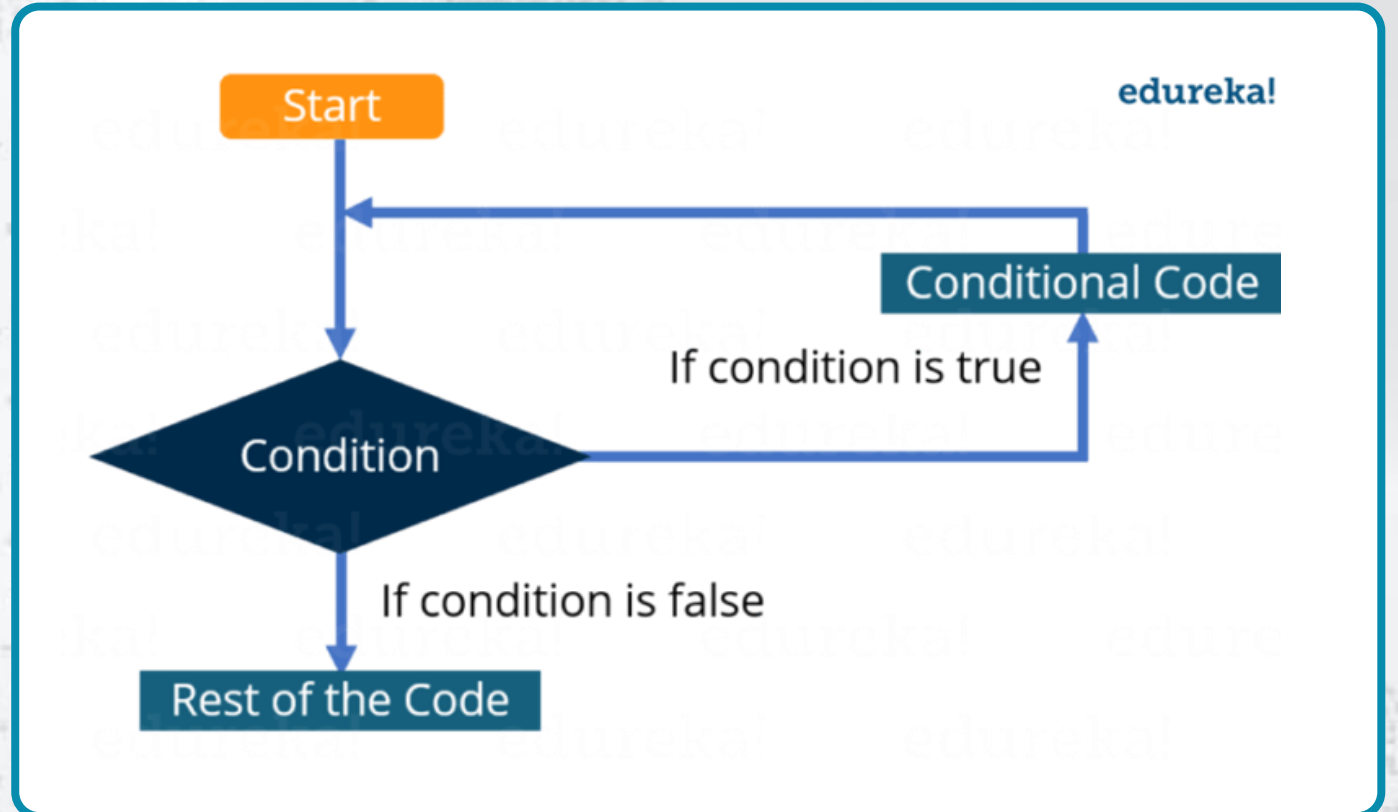 Start
edureka!
Conditional Code
If condition is true
Condition
If condition is false
Rest of the Code